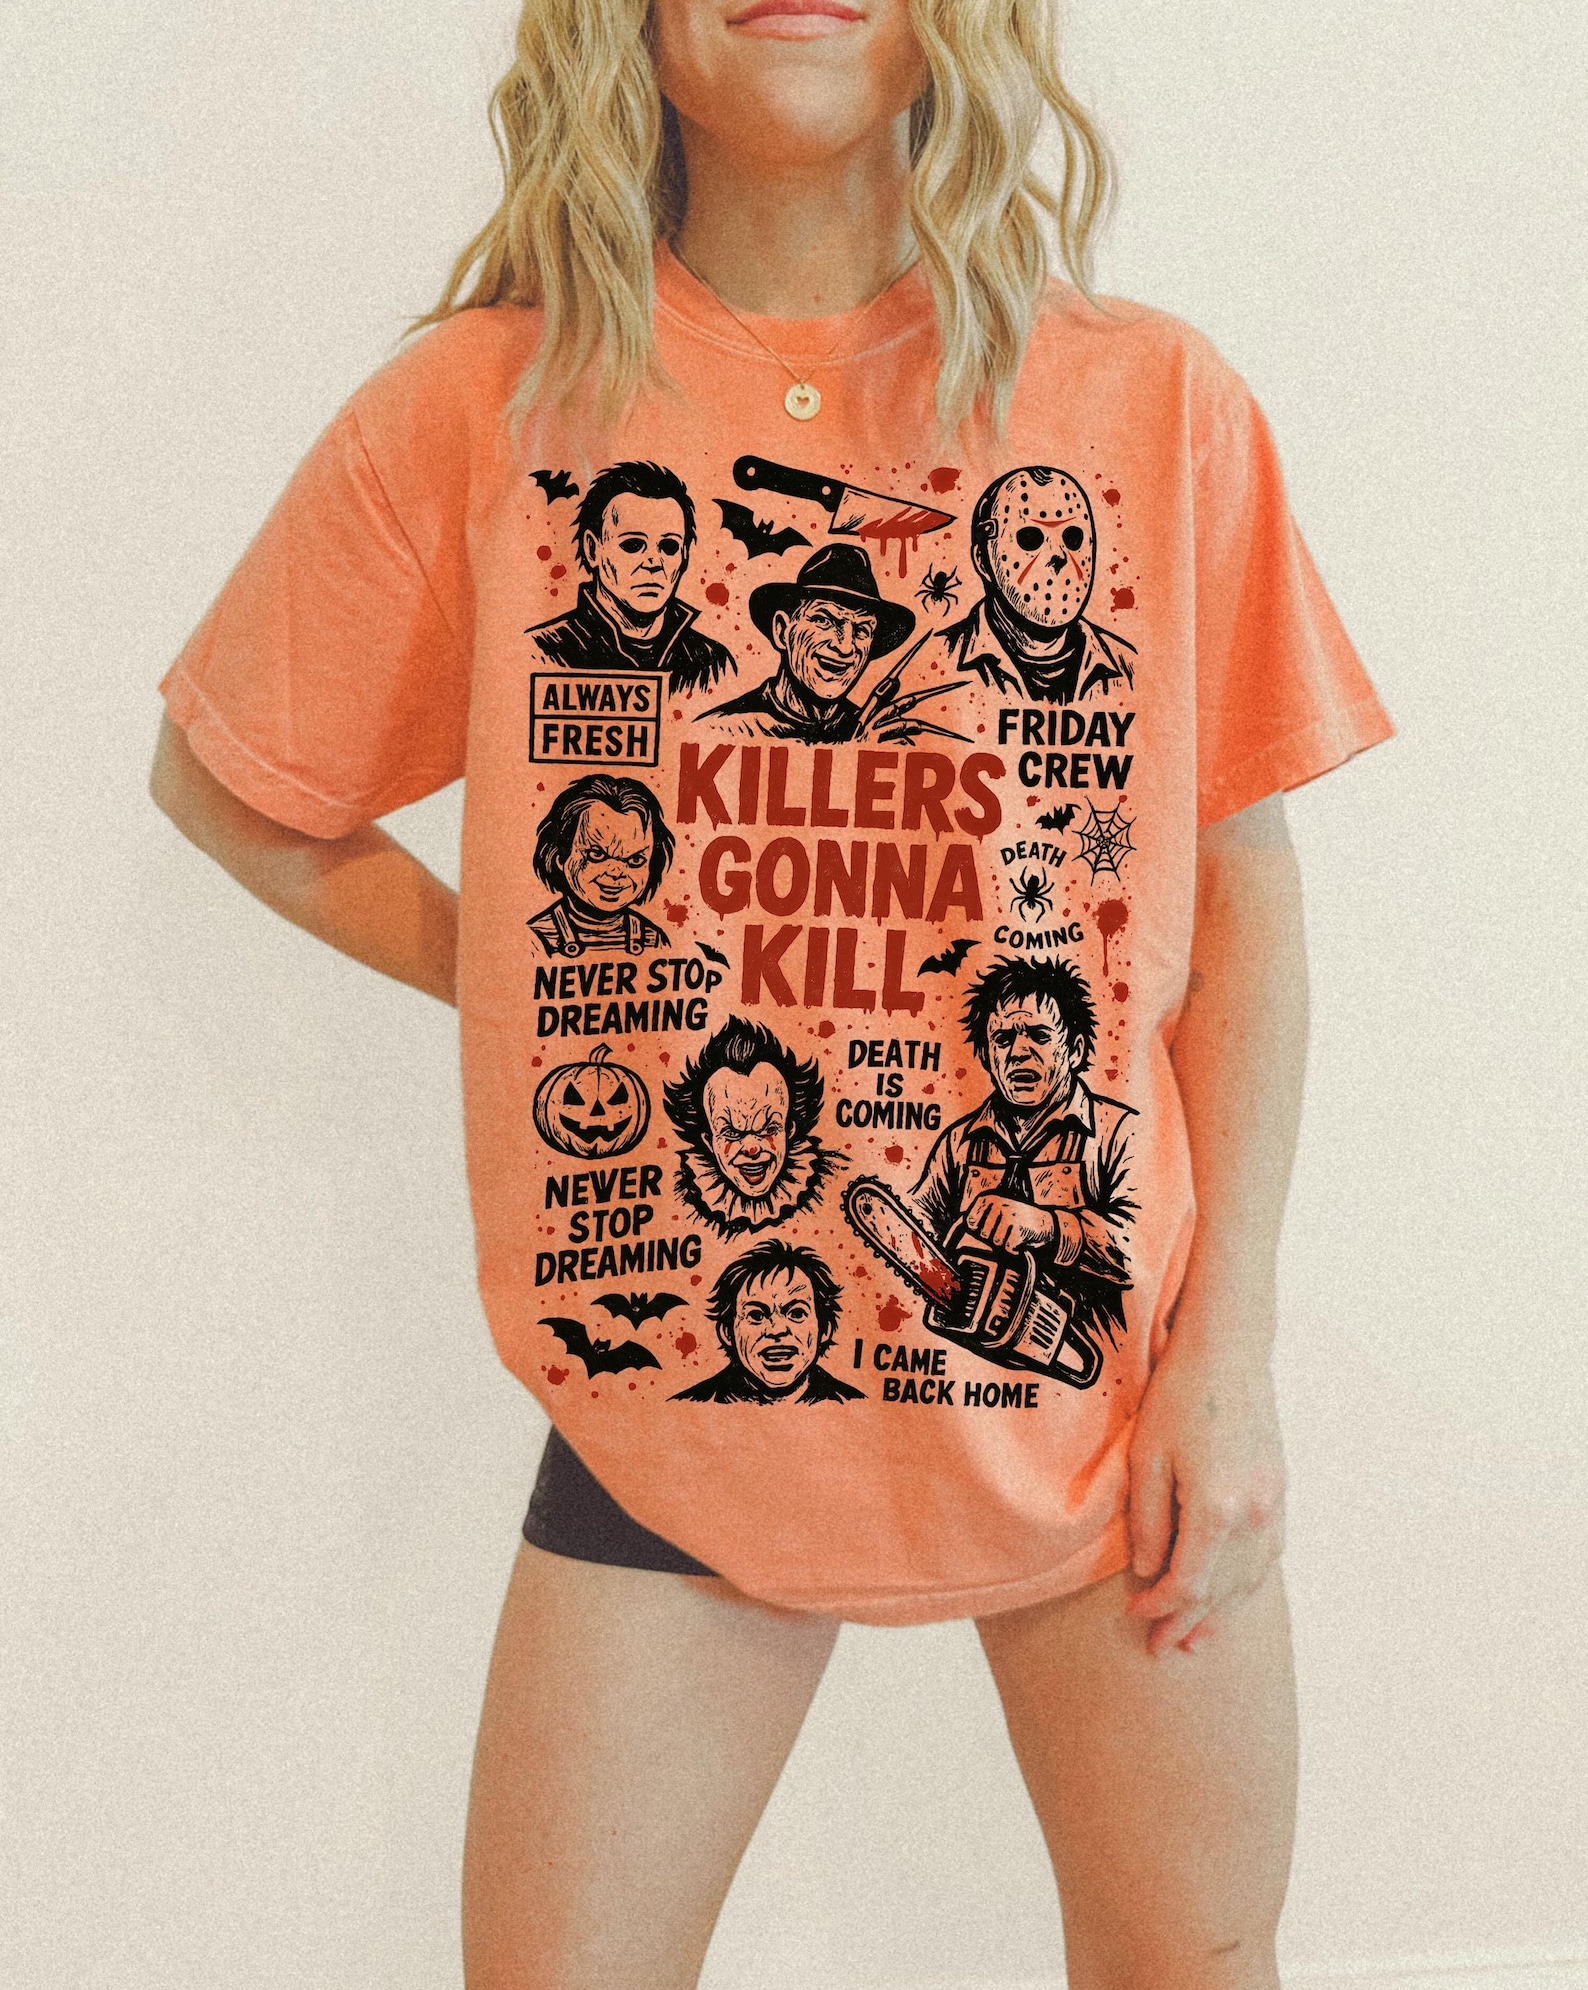 ALWAYS
FRESH
FRIDAY
CREW
KILLERS
GONNA
KILL
DEATH
COMING
NEVER STOP
DREAMING
DEATH
IS
COMING
NEVER
STOP
DREAMING
I CAME
BACK HOME